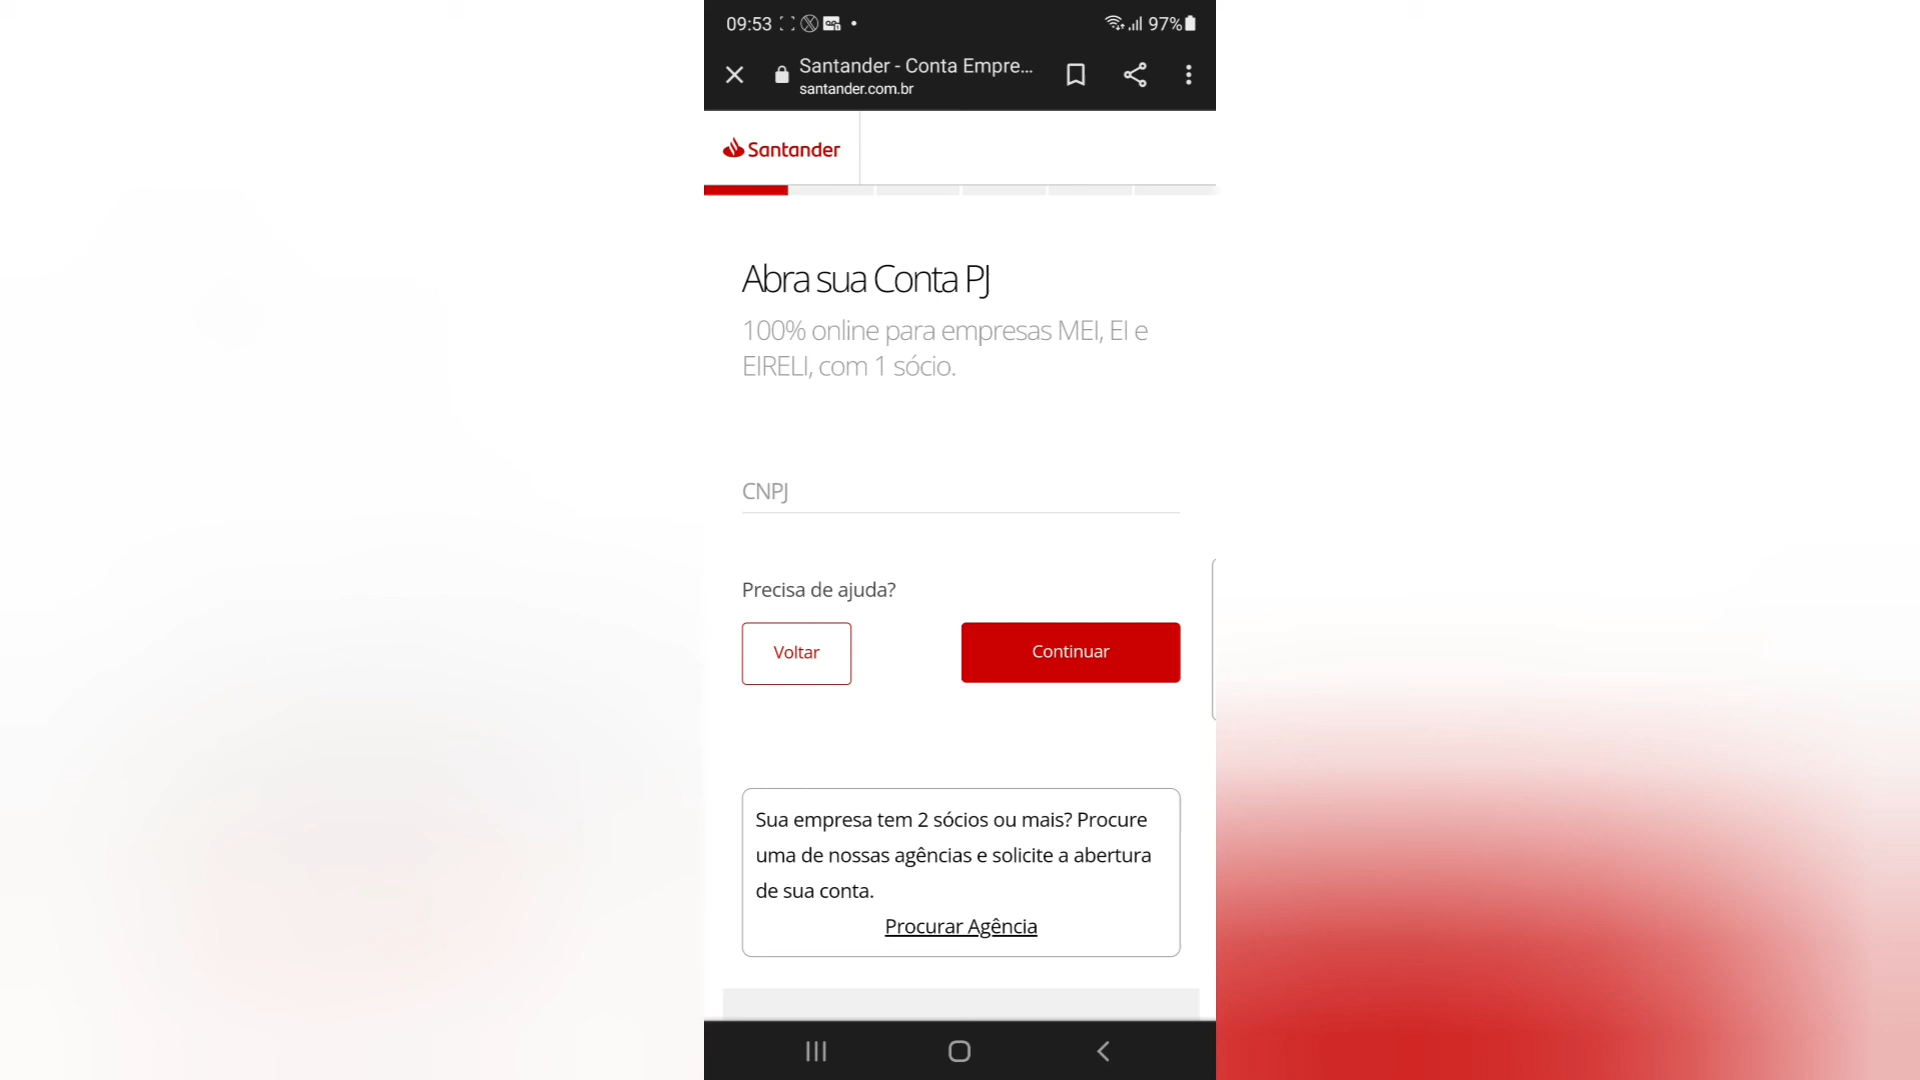 09:53
97%
Santander - Conta Empre...
santander.com.br
Santander
Abra sua Conta PJ
100% online para empresas MEI, EI e
EIRELI, com 1 sócio.
CNPJ
Precisa de ajuda?
Voltar
Continuar
Sua empresa tem 2 sócios ou mais? Procure
uma de nossas agências e solicite a abertura
de sua conta.
Procurar Agência